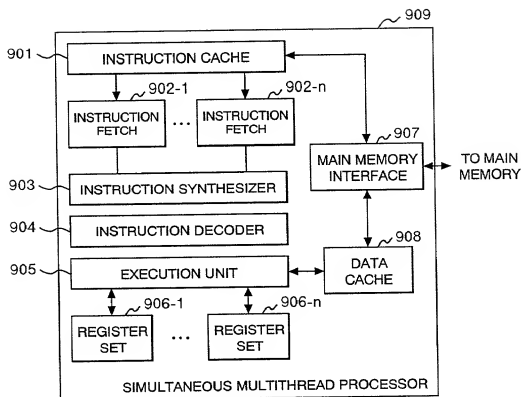 909
901
INSTRUCTION CACHE
902-1
902-n
INSTRUCTION
FETCH
...
INSTRUCTION
FETCH
907
MAIN MEMORY
INTERFACE
TO MAIN
MEMORY
903
INSTRUCTION SYNTHESIZER
904
INSTRUCTION DECODER
908
905
EXECUTION UNIT
DATA
CACHE
906-1
906-n
REGISTER
SET
...
REGISTER
SET
SIMULTANEOUS MULTITHREAD PROCESSOR